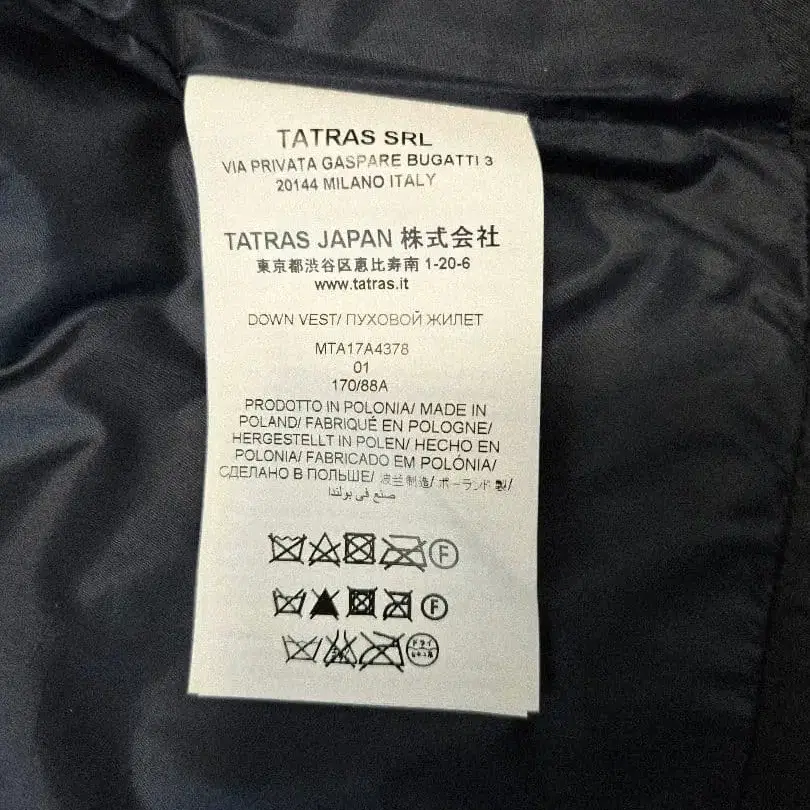 TATRAS SRL
VIA PRIVATA GASPARE BUGATTI 3
20144 MILANO ITALY
TATRAS JAPAN 株式会社
東京都渋谷区恵比寿南 1-20-6
www.tatras.it
DOWN VEST/ ПУХОВОЙ ЖИЛЕТ
MTA17A4378
01
170/88A
PRODOTTO IN POLONIA/ MADE IN
POLAND/ FABRIQUÉ EN POLOGNE/
HERGESTELLT IN POLEN/ HECHO EN
POLONIA/ FABRICADO EM POLÓNIA/
СДЕЛАНО В ПОЛЬШЕ/ 波兰制造/ ポーランド製/
صنع في بولندا
F
F
ドライ